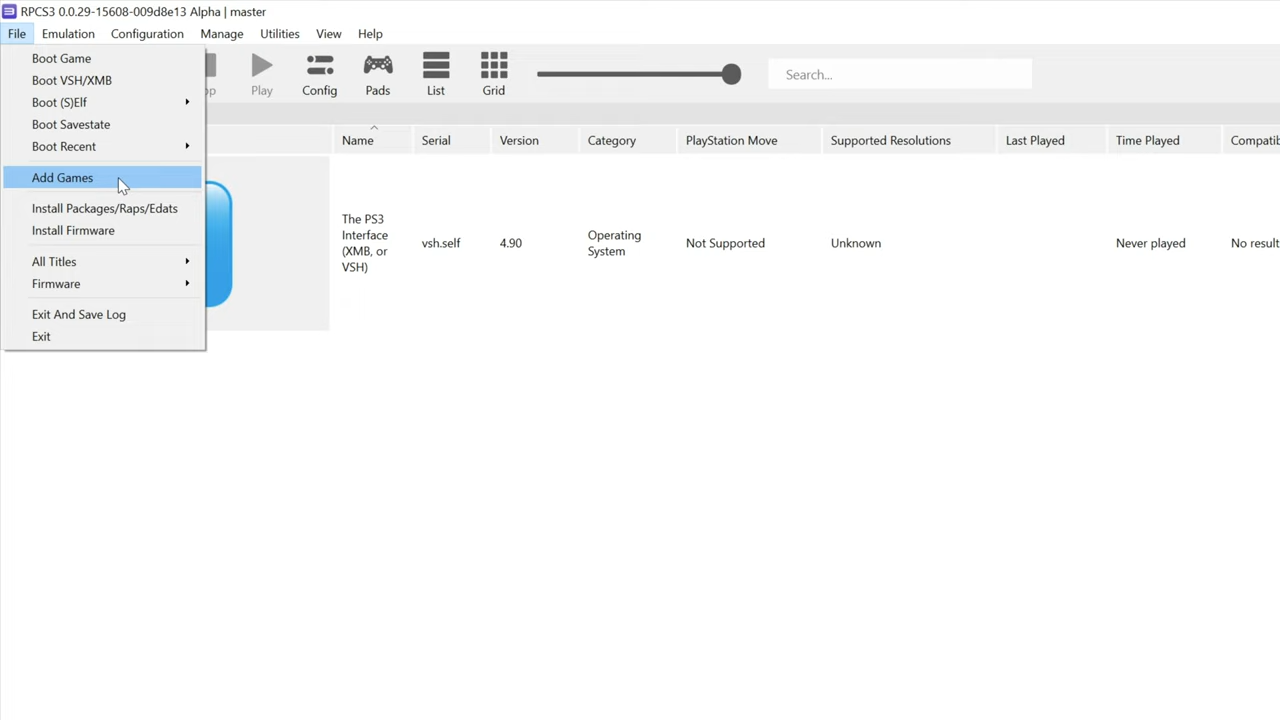 RPCS3 0.0.29-15608-009d8e13 Alpha | master
File Emulation Configuration Manage Utilities View Help
Boot Game
Boot VSH/XMB
Boot (S)Elf
Boot Savestate
Boot Recent
Add Games
Install Packages/Raps/Edats
Install Firmware
All Titles
Firmware
Exit And Save Log
Exit
op Play Config Pads List Grid Search...
Name Serial Version Category PlayStation Move Supported Resolutions Last Played Time Played Compatib
The PS3
Interface
(XMB, or
VSH)
vsh.self
4.90
Operating
System
Not Supported
Unknown
Never played
No result